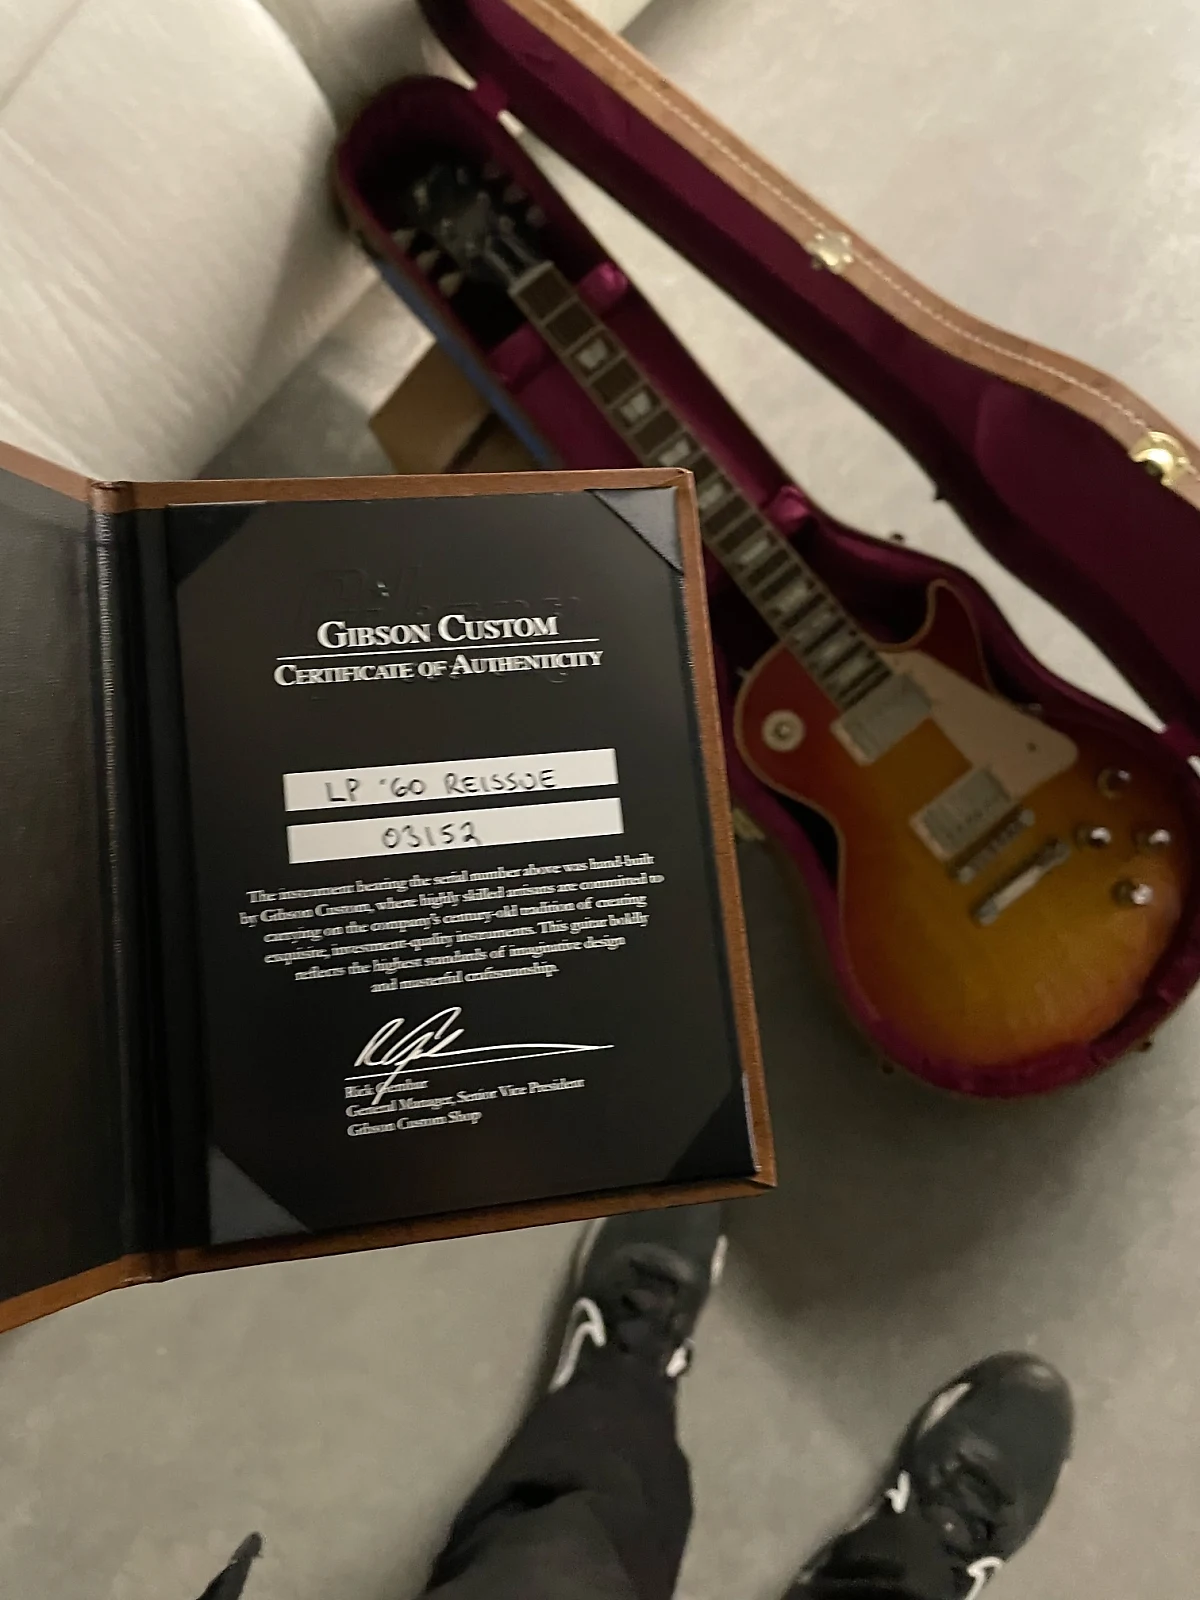 GIBSON CUSTOM
CERTIFICATE OF AUTHENTICITY
LP '60 REISSUE
03152
The instrument bearing the serial number above was hand-built
by Gibson Custom, where highly skilled artisans are committed to
carrying on the company's century-old tradition of creating
exquisite, investment-quality instruments. This guitar boldly
reflects the highest standards of imaginative design
and masterful craftsmanship.
Rick Gembar
General Manager, Senior Vice President
Gibson Custom Shop